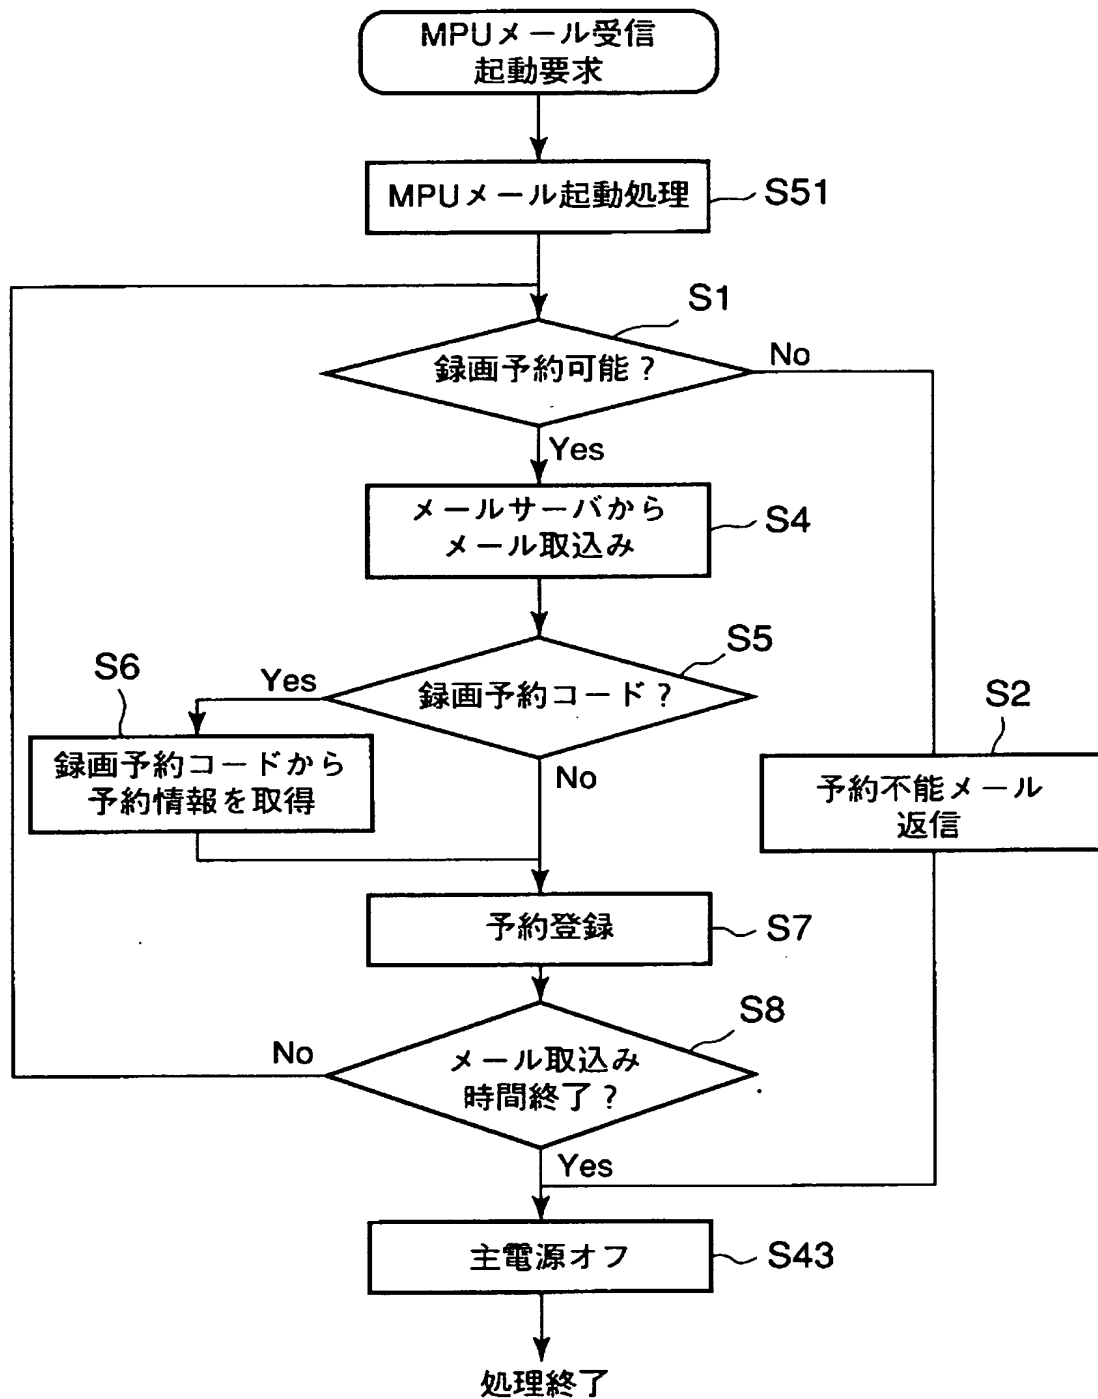 MPUメール受信
起動要求
MPUメール起動処理
S51
S1
録画予約可能？
No
Yes
メールサーバから
メール取込み
S4
S5
録画予約コード？
Yes
S6
録画予約コードから
予約情報を取得
No
S2
予約不能メール
返信
予約登録
S7
S8
メール取込み
時間終了？
No
Yes
主電源オフ
S43
処理終了